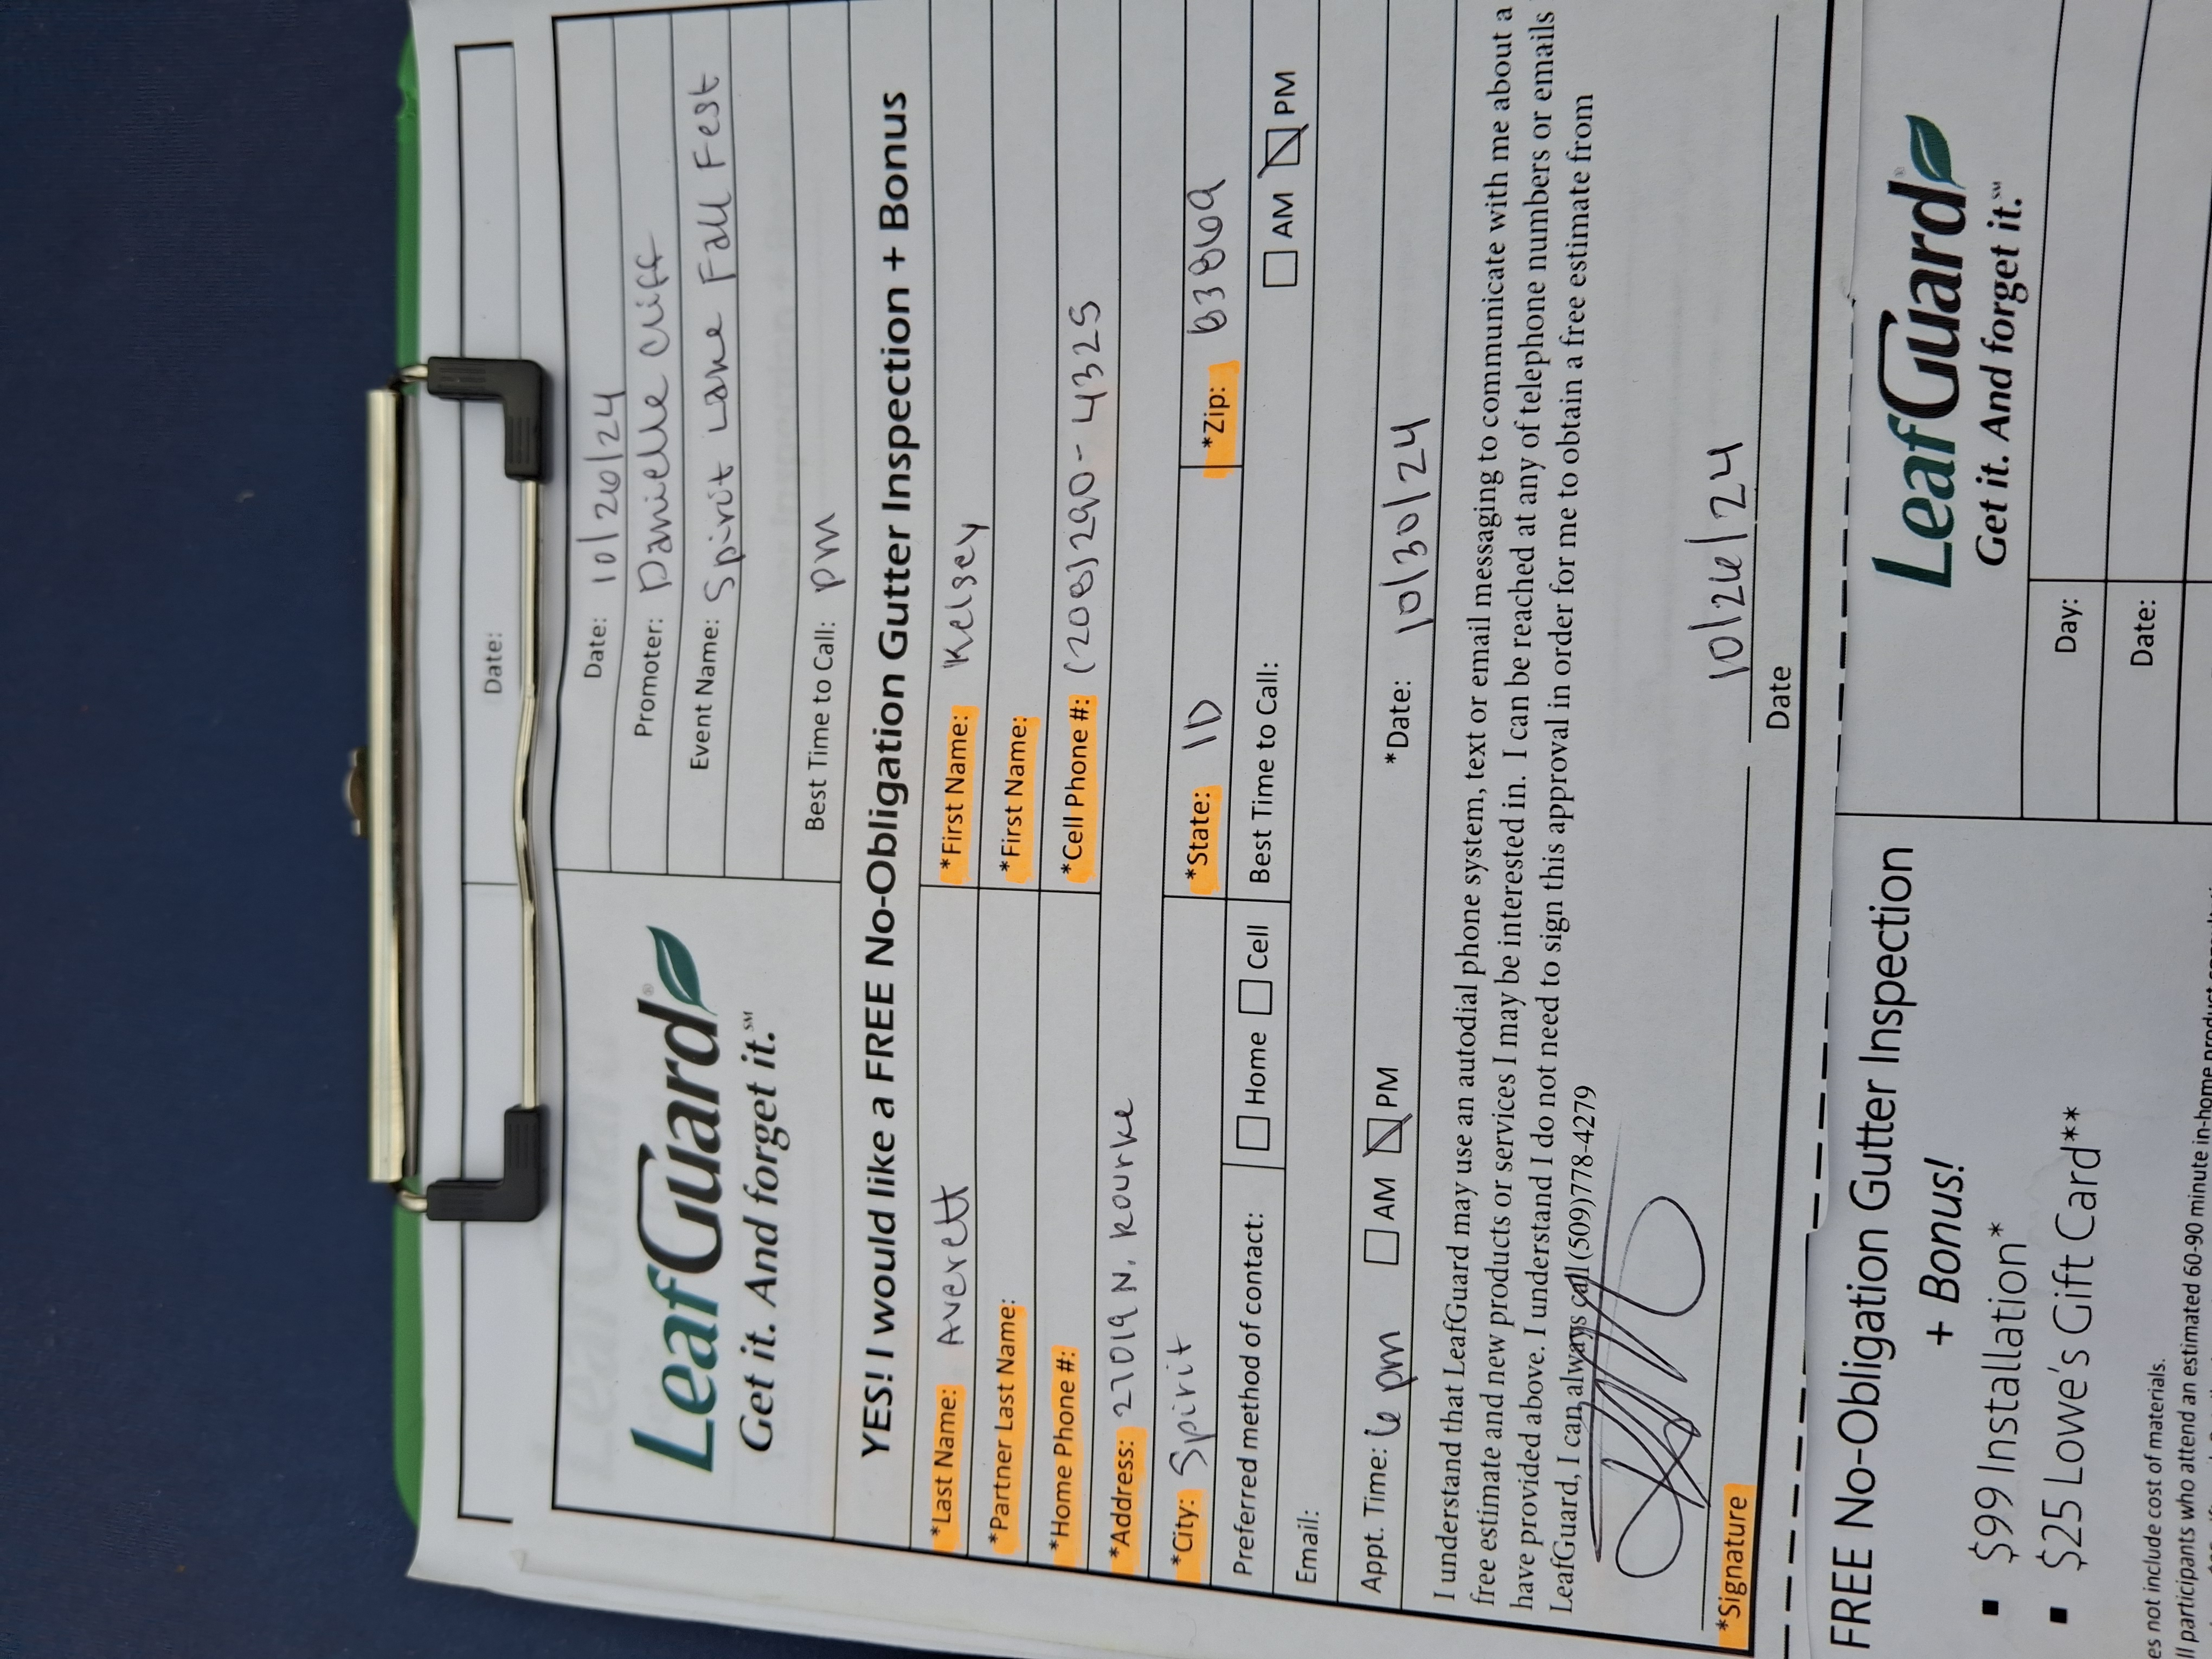 Date:
LeafGuard®
Get it. And forget it.℠
Date: 10/26/24
Promoter: Danielle Cliff
Event Name: Spirit Lake Fall Fest
Best Time to Call: pm
YES! I would like a FREE No-Obligation Gutter Inspection + Bonus
*Last Name: Averett *First Name: Kelsey
*Partner Last Name: *First Name:
*Home Phone #: *Cell Phone #: (208)290-4325
*Address: 27019 N. Rourke
*City: Spirit *State: ID *Zip: 83869
Preferred method of contact: Home Cell Best Time to Call: AM PM
Email:
Appt. Time: 6 pm AM PM *Date: 10/30/24
I understand that LeafGuard may use an autodial phone system, text or email messaging to communicate with me about a
free estimate and new products or services I may be interested in. I can be reached at any of telephone numbers or emails
have provided above. I understand I do not need to sign this approval in order for me to obtain a free estimate from
LeafGuard, I can always call (509)778-4279
10/26/24
*Signature Date
FREE No-Obligation Gutter Inspection
+ Bonus!
▪ $99 Installation*
▪ $25 Lowe's Gift Card**
es not include cost of materials.
ll participants who attend an estimated 60-90 minute in-home product
LeafGuard®
Get it. And forget it.℠
Day:
Date: